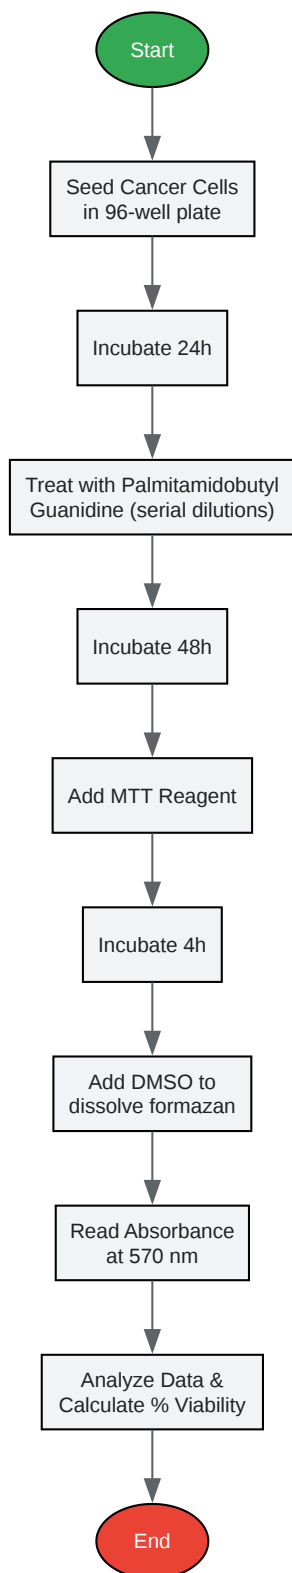 Start
Seed Cancer Cells
in 96-well plate
Incubate 24h
Treat with Palmitamidobutyl
Guanidine (serial dilutions)
Incubate 48h
Add MTT Reagent
Incubate 4h
Add DMSO to
dissolve formazan
Read Absorbance
at 570 nm
Analyze Data &
Calculate % Viability
End